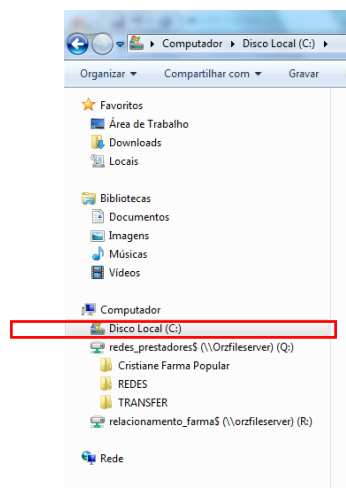 Computador Disco Local (C:)
Organizar Compartilhar com Gravar
Favoritos
Área de Trabalho
Downloads
Locais
Bibliotecas
Documentos
Imagens
Músicas
Vídeos
Computador
Disco Local (C:)
redes_prestadores$ (\\Orzfileserver) (Q:)
Cristiane Farma Popular
REDES
TRANSFER
relacionamento_farma$ (\\orzfileserver) (R:)
Rede